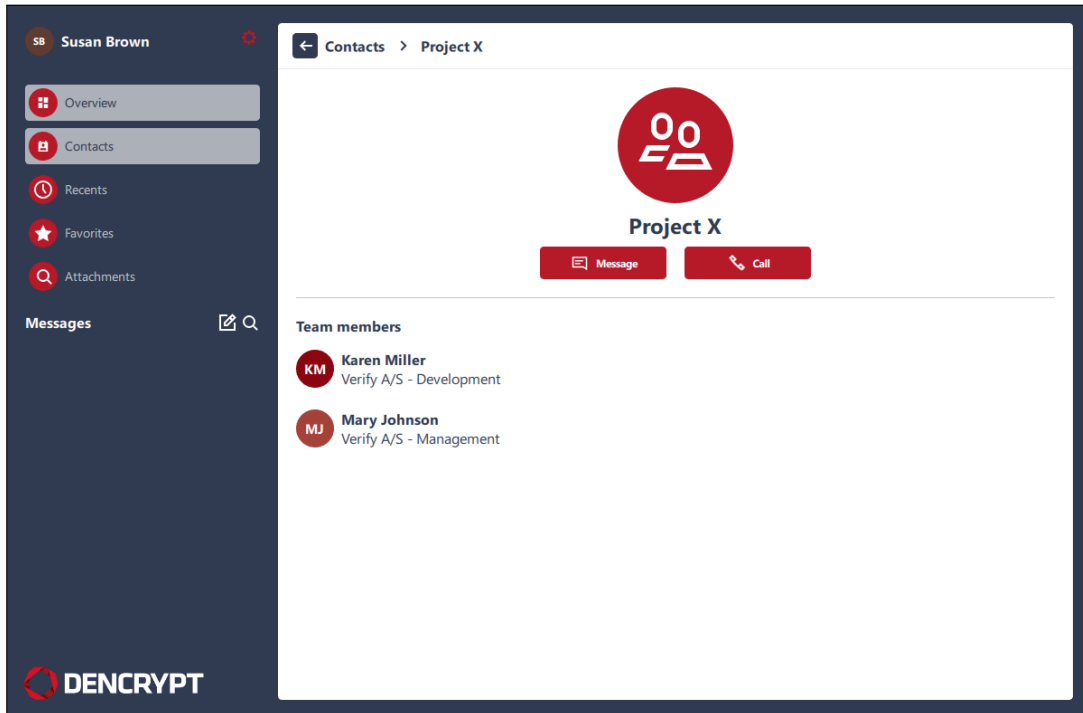 SB Susan Brown
Overview
Contacts
Recents
Favorites
Attachments
Messages
DENCRYPT
Contacts > Project X
Project X
Message
Call
Team members
KM
Karen Miller
Verify A/S - Development
MJ
Mary Johnson
Verify A/S - Management